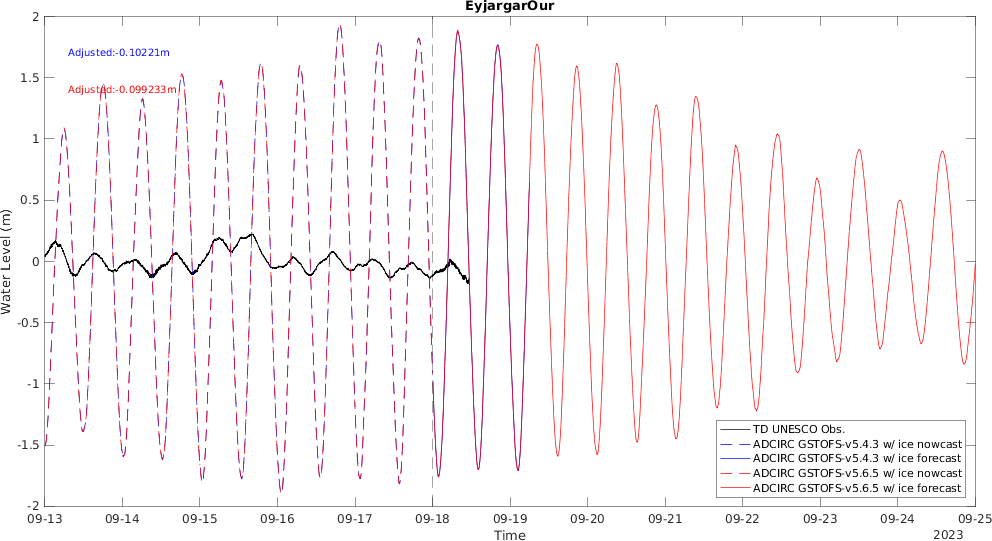 EyjargarOur
2
1.5
1
0.5
0
-0.5
-1
-1.5
-2
Water Level (m)
Adjusted:-0.10221m
Adjusted:-0.099233m
TD UNESCO Obs.
ADCIRC GSTOFS-v5.4.3 w/ ice nowcast
ADCIRC GSTOFS-v5.4.3 w/ ice forecast
ADCIRC GSTOFS-v5.6.5 w/ ice nowcast
ADCIRC GSTOFS-v5.6.5 w/ ice forecast
09-13 09-14 09-15 09-16 09-17 09-18 09-19 09-20 09-21 09-22 09-23 09-24 09-25
Time
2023